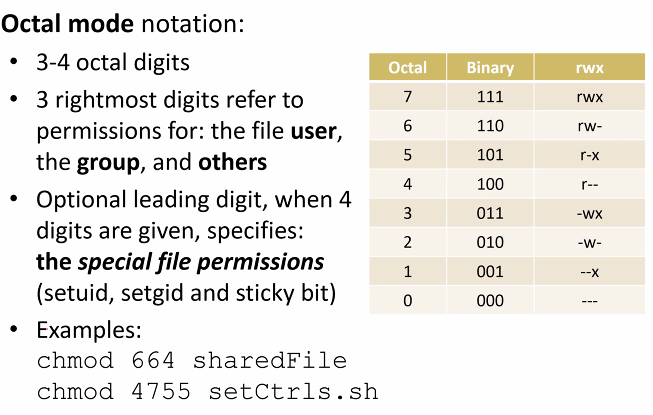 Octal mode notation:
• 3-4 octal digits
• 3 rightmost digits refer to
permissions for: the file user,
the group, and others
• Optional leading digit, when 4
digits are given, specifies:
the special file permissions
(setuid, setgid and sticky bit)
• Examples:
chmod 664 sharedFile
chmod 4755 setCtrls.sh
Octal Binary rwx
7 111 rwx
6 110 rw-
5 101 r-x
4 100 r--
3 011 -wx
2 010 -w-
1 001 --x
0 000 ---